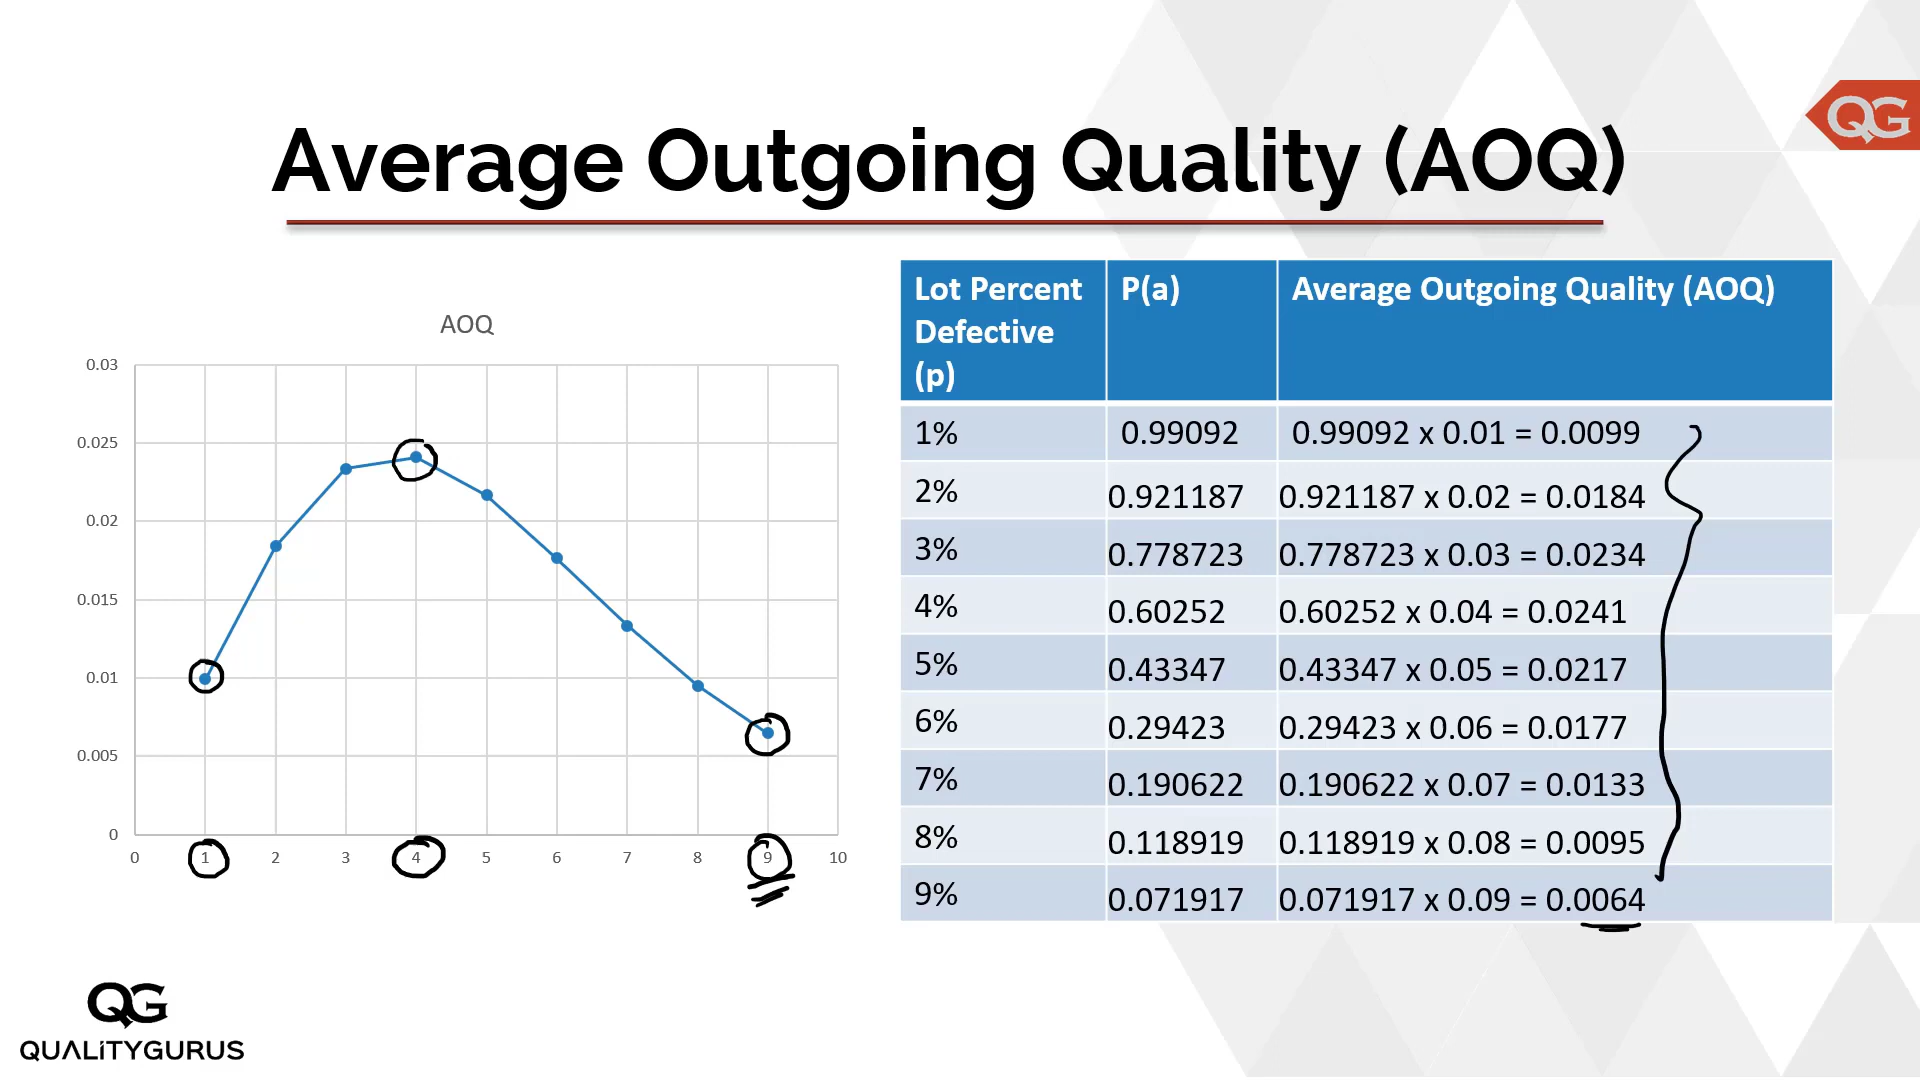 QG
Average Outgoing Quality (AOQ)
AOQ
0.03
0.025
0.02
0.015
0.01
0.005
0
0 1 2 3 4 5 6 7 8 9 10
Lot Percent Defective (p) P(a) Average Outgoing Quality (AOQ)
1% 0.99092 0.99092 x 0.01 = 0.0099
2% 0.921187 0.921187 x 0.02 = 0.0184
3% 0.778723 0.778723 x 0.03 = 0.0234
4% 0.60252 0.60252 x 0.04 = 0.0241
5% 0.43347 0.43347 x 0.05 = 0.0217
6% 0.29423 0.29423 x 0.06 = 0.0177
7% 0.190622 0.190622 x 0.07 = 0.0133
8% 0.118919 0.118919 x 0.08 = 0.0095
9% 0.071917 0.071917 x 0.09 = 0.0064
QG
QUALITYGURUS